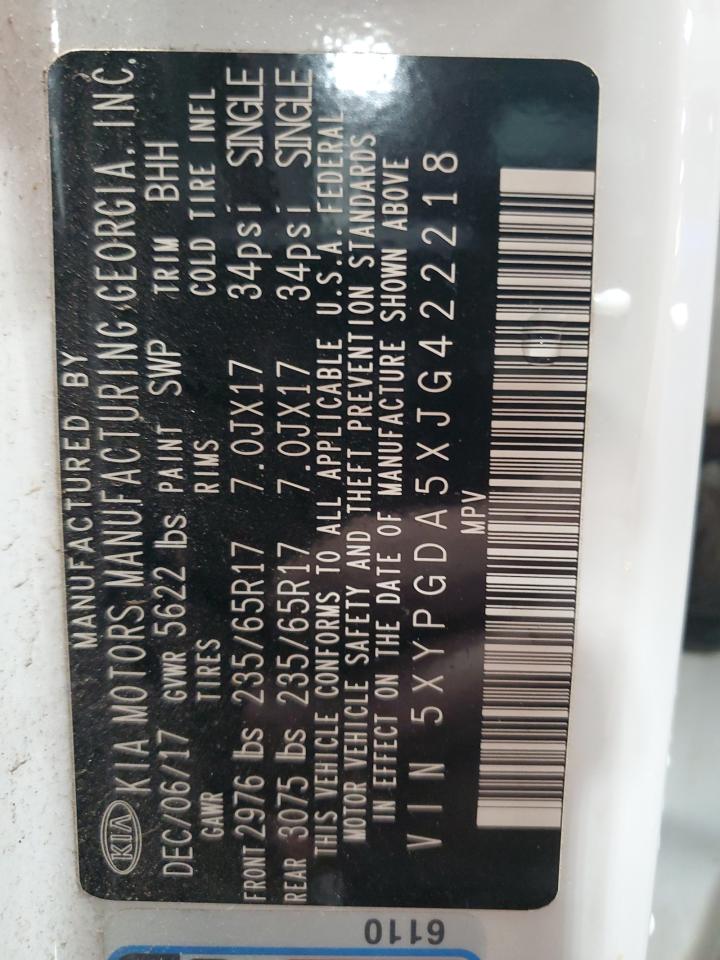 MANUFACTURED BY
KIA KIA MOTORS MANUFACTURING GEORGIA, INC.
DEC/06/17 GVWR 5622 lbs PAINT SWP TRIM BHH
GAWR TIRES RIMS COLD TIRE INFL
FRONT 2976 lbs 235/65R17 7.0JX17 34psi SINGLE
REAR 3075 lbs 235/65R17 7.0JX17 34psi SINGLE
THIS VEHICLE CONFORMS TO ALL APPLICABLE U.S.A. FEDERAL
MOTOR VEHICLE SAFETY AND THEFT PREVENTION STANDARDS
IN EFFECT ON THE DATE OF MANUFACTURE SHOWN ABOVE
VIN 5XYPGDA5XJG422218
MPV
6110